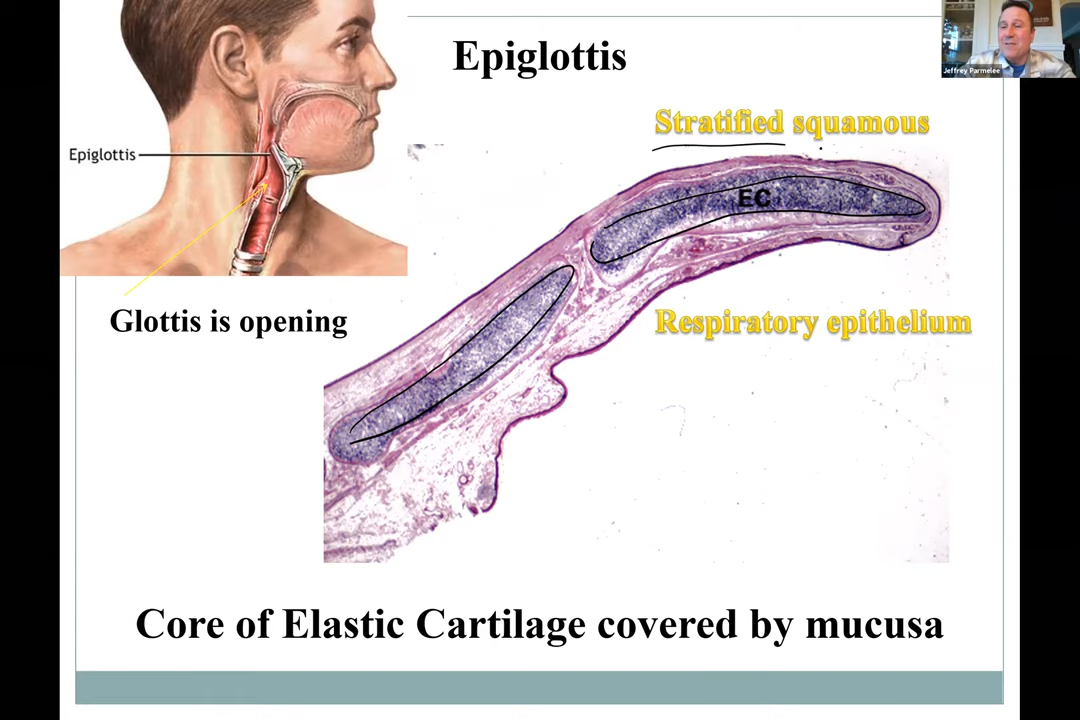 Epiglottis
Jeffrey Parmelee
Stratified squamous
Epiglottis
EC
Glottis is opening
Respiratory epithelium
Core of Elastic Cartilage covered by mucusa